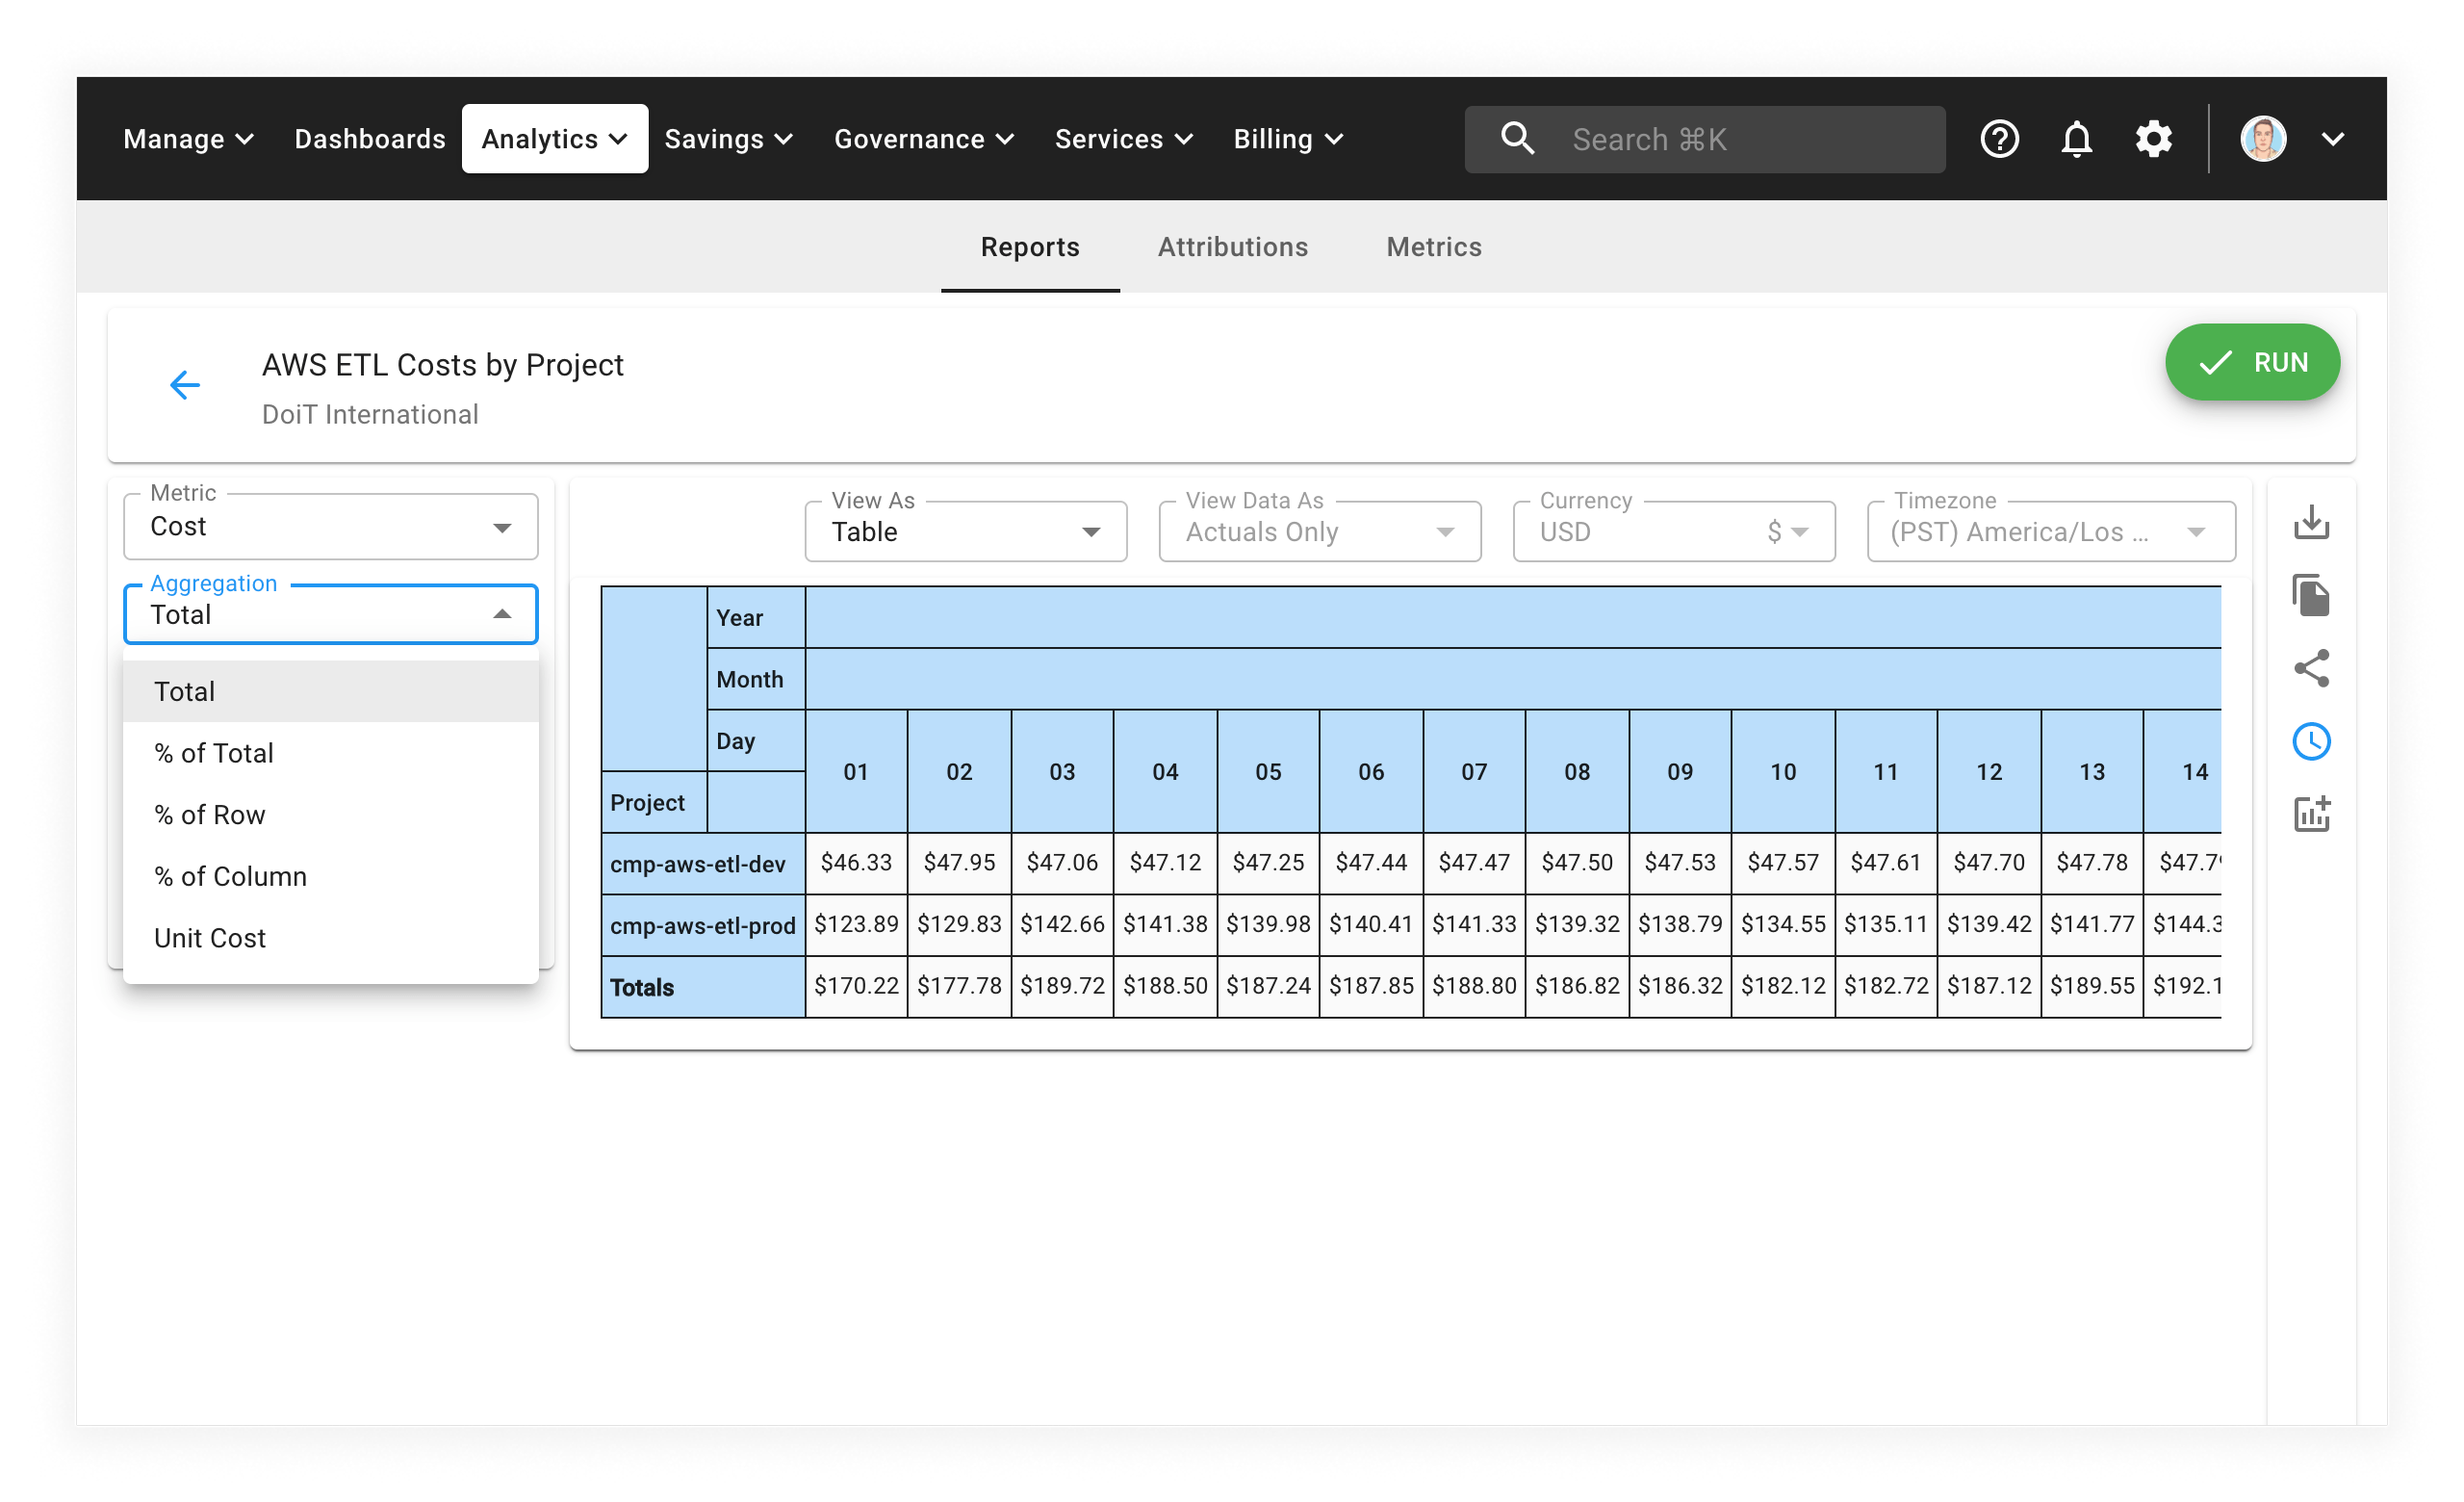 Manage Dashboards Analytics Savings Governance Services Billing Search ⌘K
Reports Attributions Metrics
AWS ETL Costs by Project
DoiT International
RUN
Metric
Cost
Aggregation
Total
Total
% of Total
% of Row
% of Column
Unit Cost
View As View Data As Currency Timezone
Table Actuals Only USD $ (PST) America/Los ...
Year
Month
Day
01 02 03 04 05 06 07 08 09 10 11 12 13 14
Project
cmp-aws-etl-dev $46.33 $47.95 $47.06 $47.12 $47.25 $47.44 $47.47 $47.50 $47.53 $47.57 $47.61 $47.70 $47.78
cmp-aws-etl-prod $123.89 $129.83 $142.66 $141.38 $139.98 $140.41 $141.33 $139.32 $138.79 $134.55 $135.11 $139.42 $141.77 $144.3
Totals $170.22 $177.78 $189.72 $188.50 $187.24 $187.85 $188.80 $186.82 $186.32 $182.12 $182.72 $187.12 $189.55 $192.1